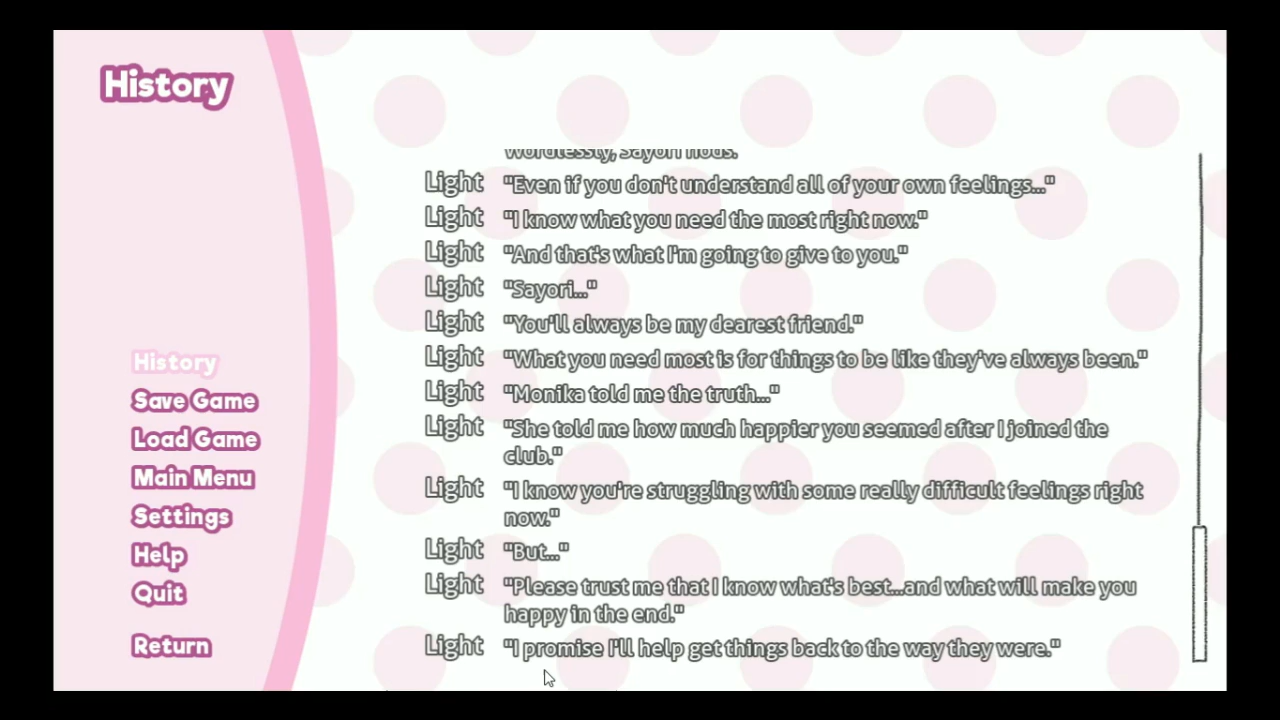 History
Wordlessly, Sayori nods.
Light "Even if you don't understand all of your own feelings..."
Light "I know what you need the most right now."
Light "And that's what I'm going to give to you."
Light "Sayori..."
Light "You'll always be my dearest friend."
Light "What you need most is for things to be like they've always been."
Light "Monika told me the truth..."
Light "She told me how much happier you seemed after I joined the
club."
Light "I know you're struggling with some really difficult feelings right
now."
Light "But..."
Light "Please trust me that I know what's best...and what will make you
happy in the end."
Light "I promise I'll help get things back to the way they were."
History
Save Game
Load Game
Main Menu
Settings
Help
Quit
Return